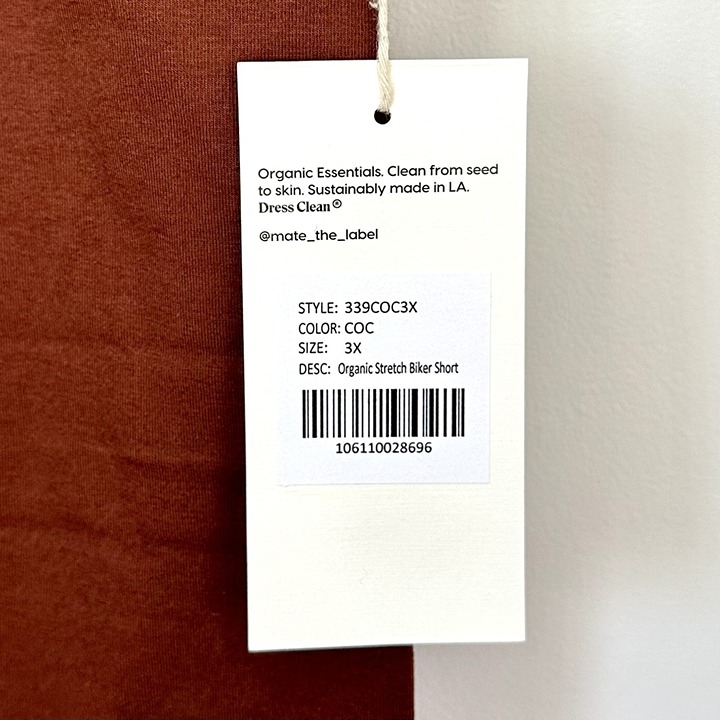 Organic Essentials. Clean from seed
to skin. Sustainably made in LA.
Dress Clean®
@mate_the_label
STYLE: 339COC3X
COLOR: COC
SIZE: 3X
DESC: Organic Stretch Biker Short
106110028696